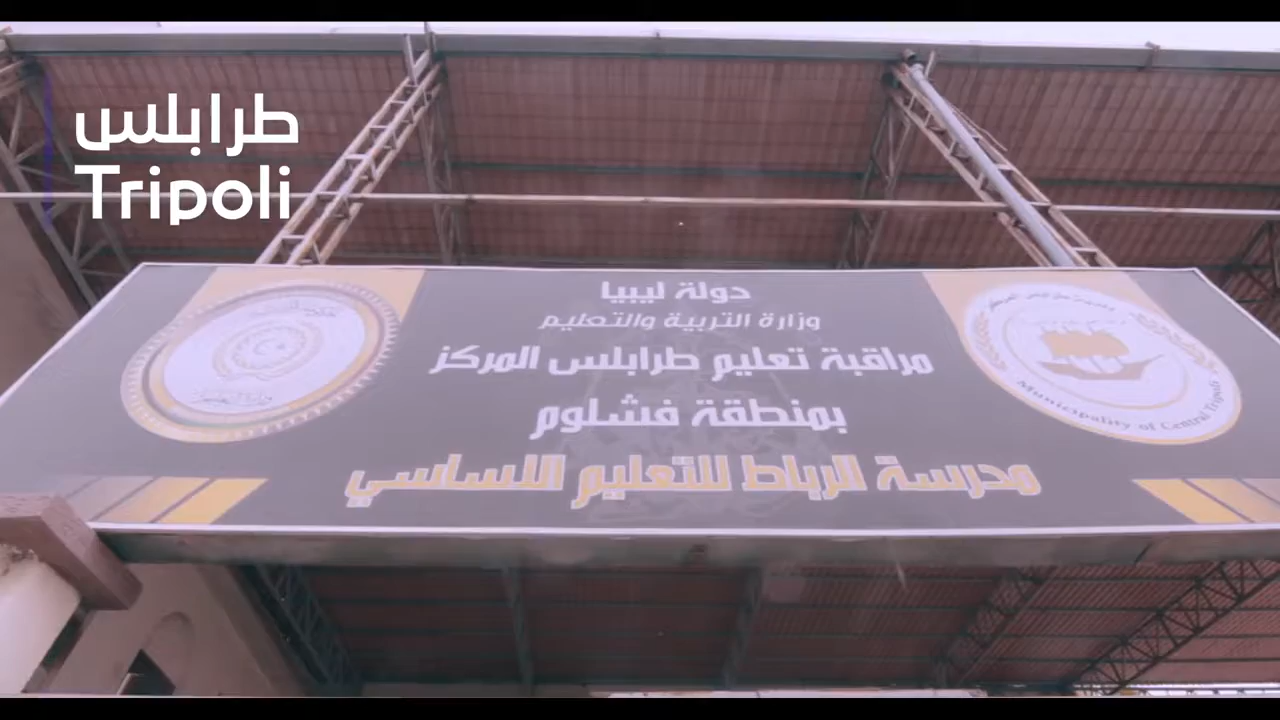 طرابلس
Tripoli
دولة ليبيا
وزارة التربية والتعليم
مراقبة تعليم طرابلس المركز
بمنطقة فشلوم
مدرسة الرباط للتعليم الاساسي
Municipality of Central Tripoli